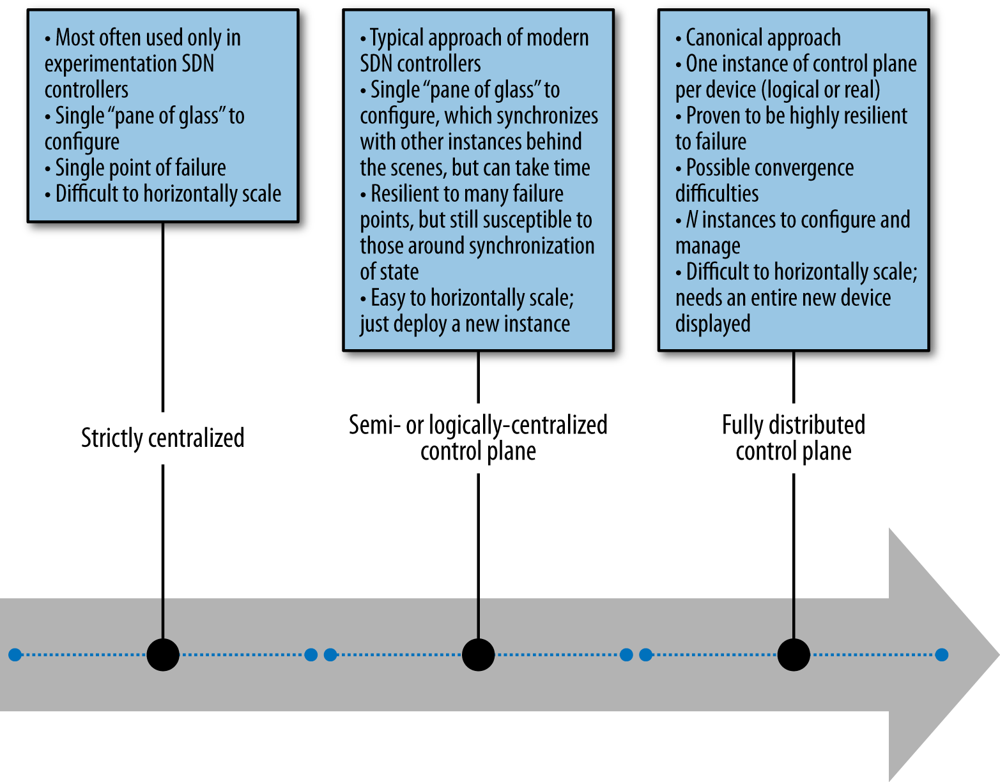 • Most often used only in
experimentation SDN
controllers
• Single “pane of glass” to
configure
• Single point of failure
• Difficult to horizontally scale
• Typical approach of modern
SDN controllers
• Single “pane of glass” to
configure, which synchronizes
with other instances behind
the scenes, but can take time
• Resilient to many failure
points, but still susceptible to
those around synchronization
of state
• Easy to horizontally scale;
just deploy a new instance
• Canonical approach
• One instance of control plane
per device (logical or real)
• Proven to be highly resilient
to failure
• Possible convergence
difficulties
• N instances to configure and
manage
• Difficult to horizontally scale;
needs an entire new device
displayed
Strictly centralized
Semi- or logically-centralized
control plane
Fully distributed
control plane